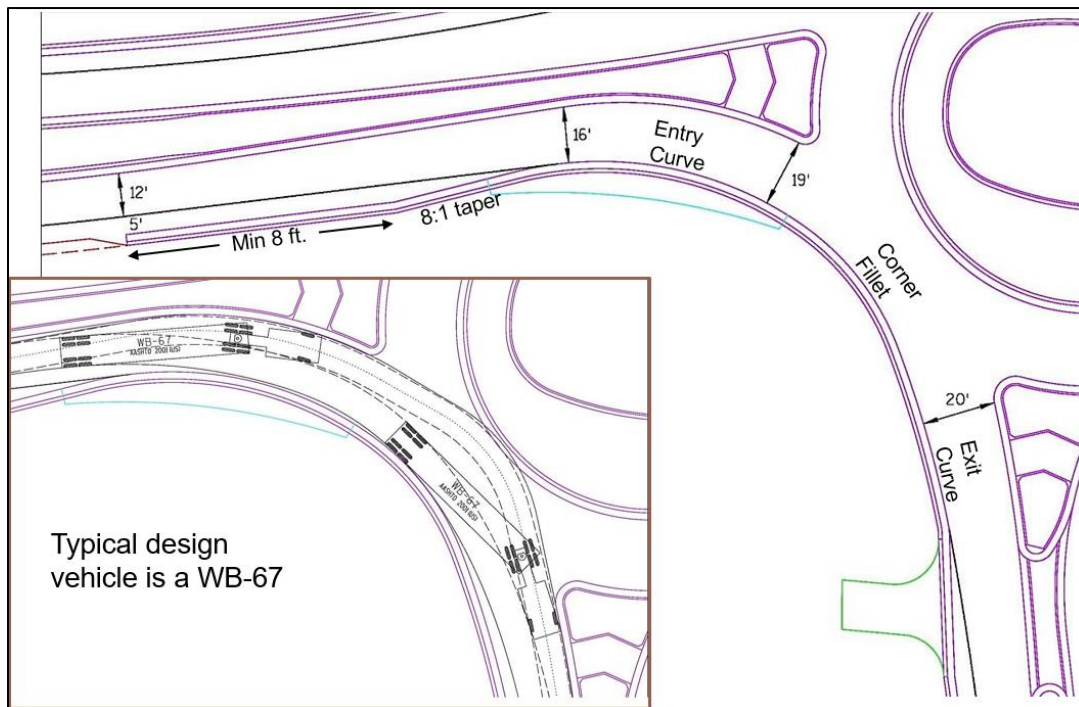 12'
5'
Min 8 ft.
8:1 taper
16'
Entry
Curve
19'
Corner
Fillet
20'
Exit
Curve
WB-67
AASHTO 2001 (US)
WB-67
AASHTO 2001 (US)
Typical design
vehicle is a WB-67